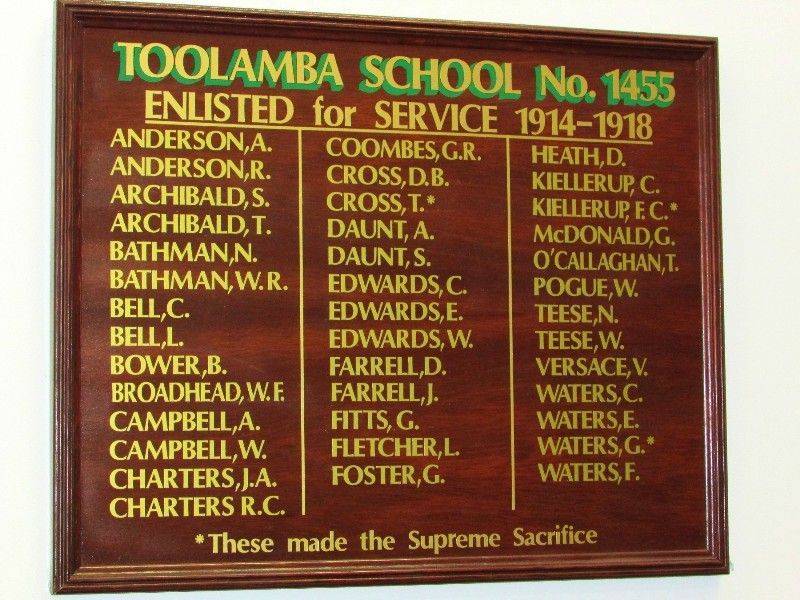 TOOLAMBA SCHOOL No. 1455
ENLISTED for SERVICE 1914-1918
ANDERSON, A.
ANDERSON, R.
ARCHIBALD, S.
ARCHIBALD, T.
BATHMAN, N.
BATHMAN, W. R.
BELL, C.
BELL, L.
BOWER, B.
BROADHEAD, W. F.
CAMPBELL, A.
CAMPBELL, W.
CHARTERS, J.A.
CHARTERS R.C.
COOMBES, G.R.
CROSS, D.B.
CROSS, T.*
DAUNT, A.
DAUNT, S.
EDWARDS, C.
EDWARDS, E.
EDWARDS, W.
FARRELL, D.
FARRELL, J.
FITTS, G.
FLETCHER, L.
FOSTER, G.
HEATH, D.
KIELLERUP, C.
KIELLERUP, F. C.*
McDONALD, G.
O'CALLAGHAN, T.
POGUE, W.
TEESE, N.
TEESE, W.
VERSACE, V.
WATERS, C.
WATERS, E.
WATERS, G.*
WATERS, F.
*These made the Supreme Sacrifice